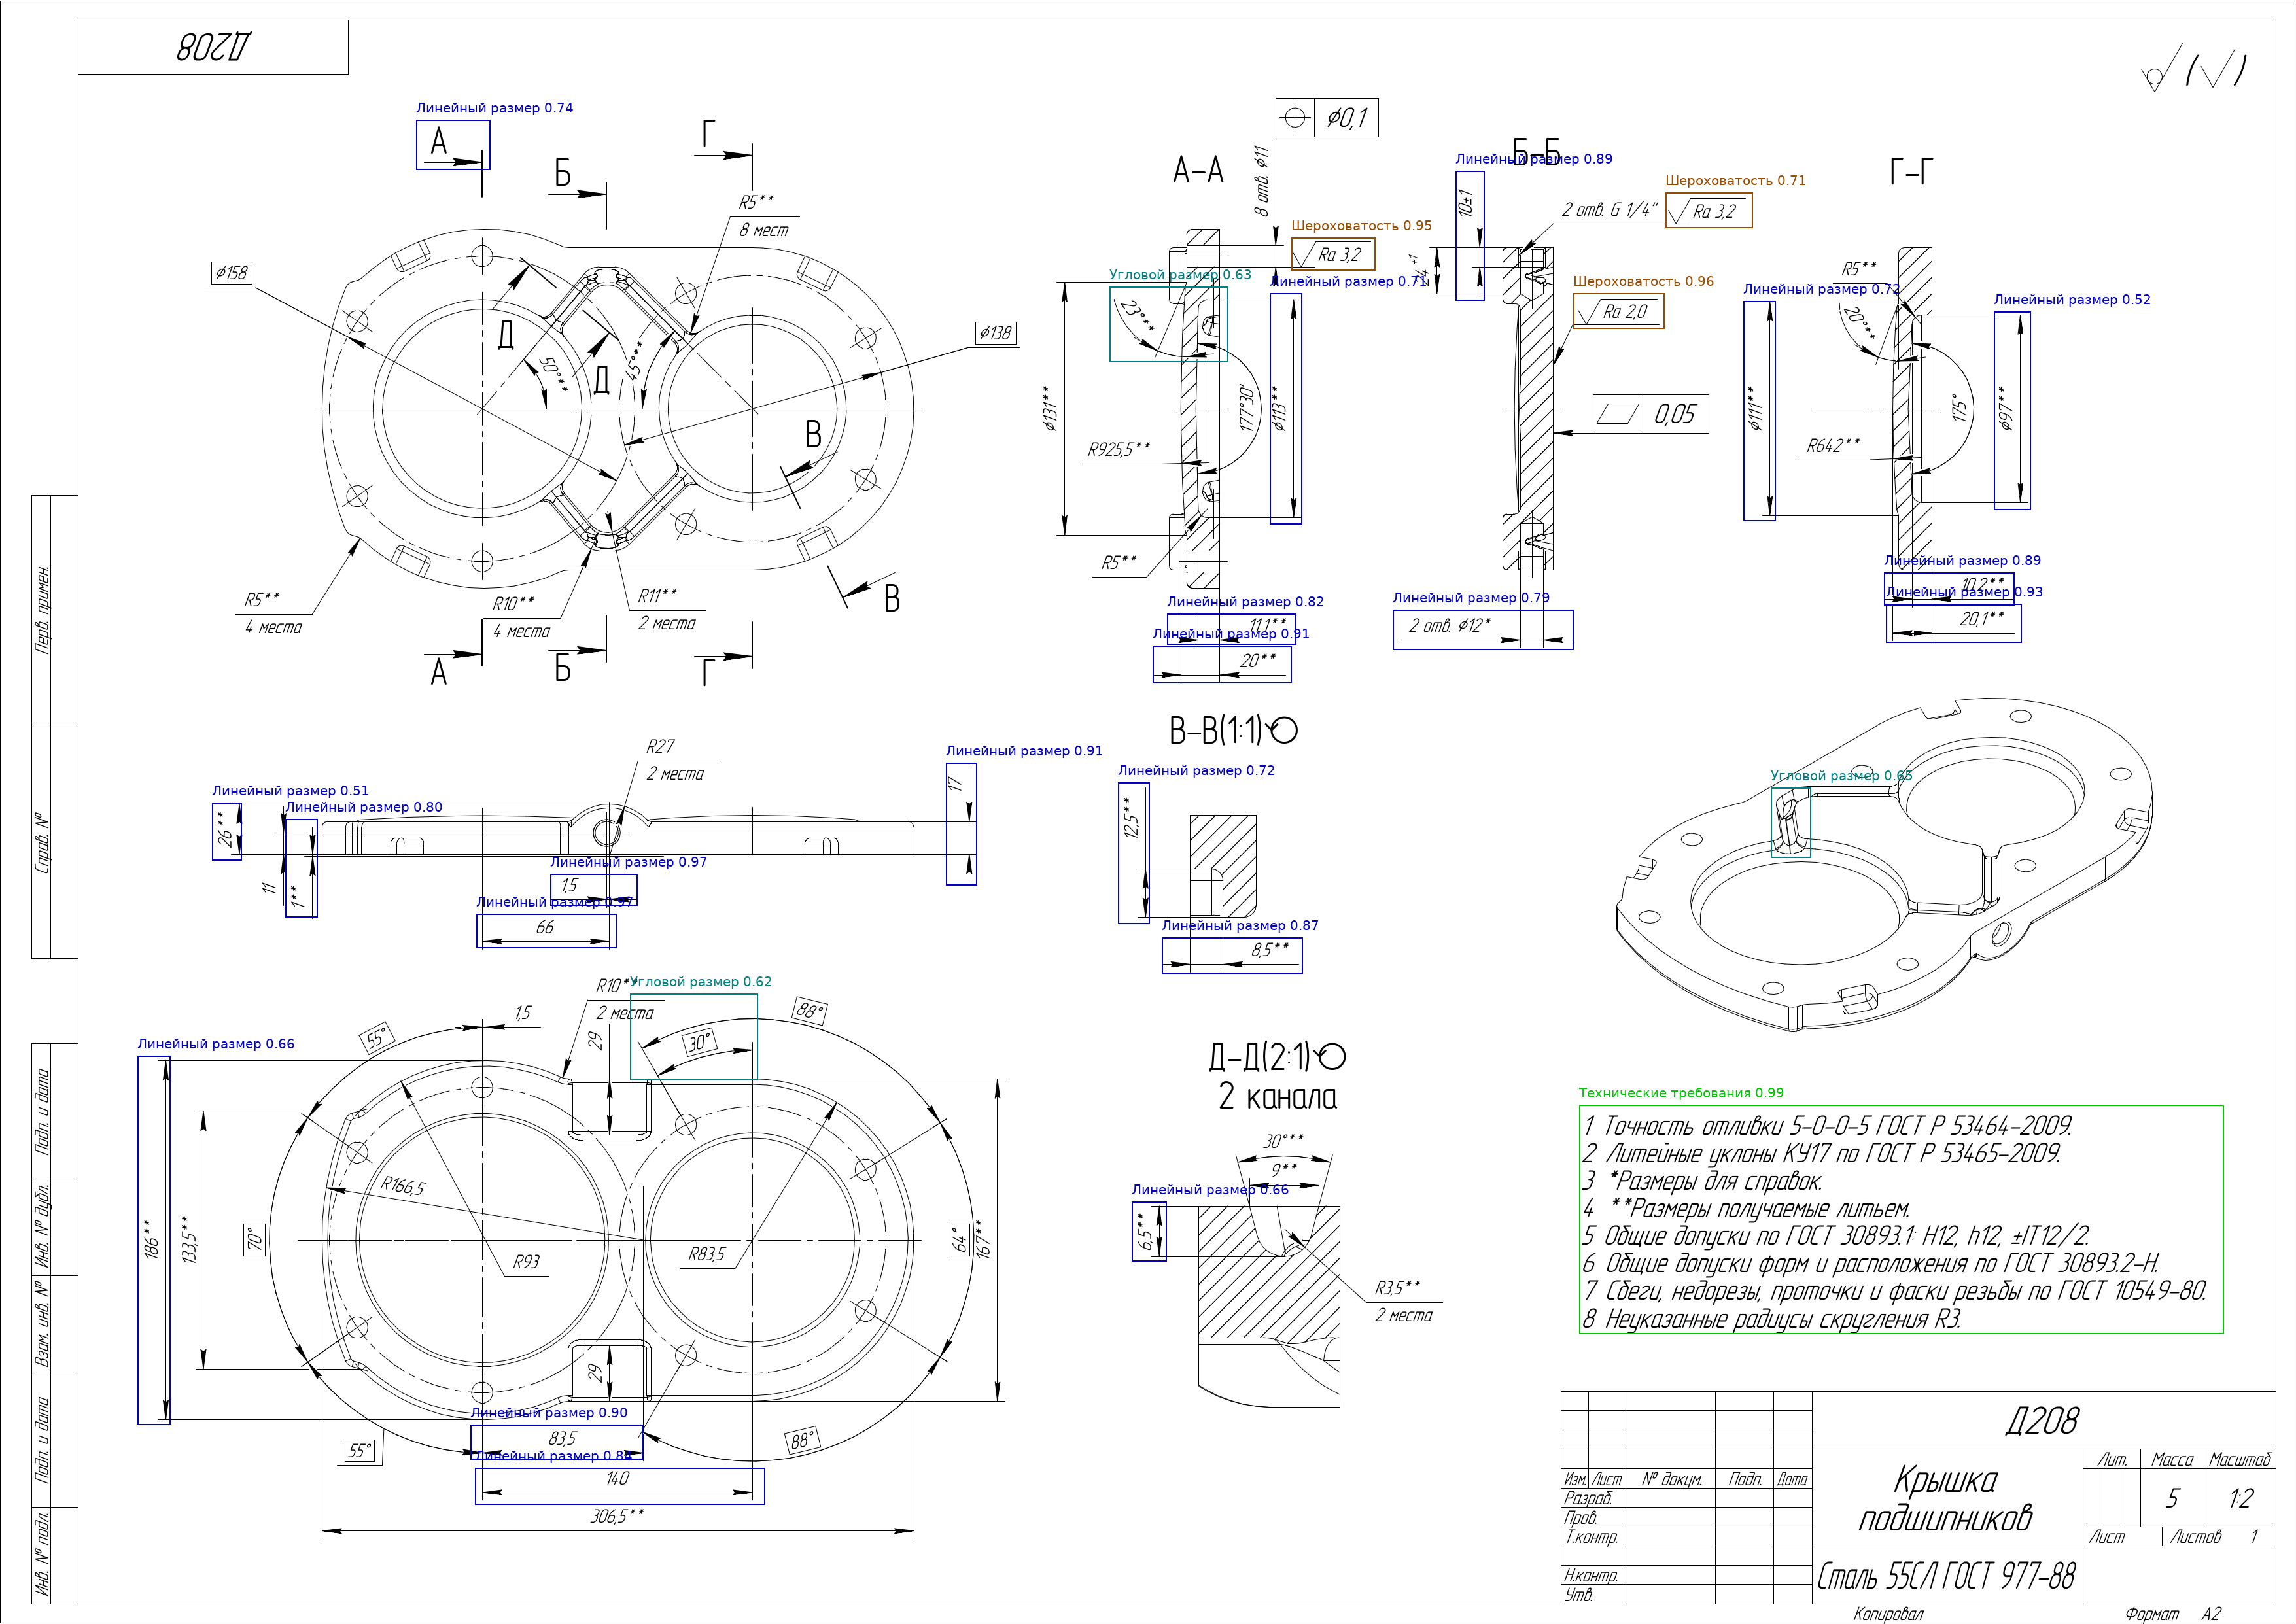 Д208
Линейный размер 0.74
А
Г
Б
R5**
8 мест
⌀158
⌀138
Д
Д
50°**
45°**
В
В
R5**
4 места
R10**
4 места
R11**
2 места
А
Б
Г
⌀0,1
А-А
8 отв. ⌀11
Шероховатость 0.95
Ra 3,2
Угловой размер 0.63
23°**
Линейный размер 0.71
⌀131**
177°30'
⌀113**
R925,5**
R5**
Линейный размер 0.82
11,1**
Линейный размер 0.91
20**
Б-Б
Линейный размер 0.89
10±1
+1
Шероховатость 0.71
2 отв. G 1/4"
Ra 3,2
Шероховатость 0.96
Ra 2,0
0,05
Линейный размер 0.79
2 отв. ⌀12*
Г-Г
R5**
Линейный размер 0.72
20°**
Линейный размер 0.52
⌀111**
175°
⌀97**
R642**
Линейный размер 0.89
10,2**
Линейный размер 0.93
20,1**
R27
2 места
Линейный размер 0.91
17
Линейный размер 0.51
26**
Линейный размер 0.80
11
1**
Линейный размер 0.97
1,5
Линейный размер 0.97
66
В-В(1:1)
Линейный размер 0.72
12,5**
Линейный размер 0.87
8,5**
Угловой размер 0.65
R10**
2 места
Угловой размер 0.62
88°
30°
1,5
55°
29
Линейный размер 0.66
186**
133,5**
70°
R166,5
R93
R83,5
64°
167**
29
55°
88°
Линейный размер 0.90
83,5
Линейный размер 0.84
140
306,5**
Д-Д(2:1)
2 канала
30°**
9**
Линейный размер 0.66
6,5**
R3,5**
2 места
Технические требования 0.99
1 Точность отливки 5-0-0-5 ГОСТ Р 53464-2009.
2 Литейные уклоны КУ17 по ГОСТ Р 53465-2009.
3 *Размеры для справок.
4 **Размеры получаемые литьем.
5 Общие допуски по ГОСТ 30893.1: Н12, h12, ±IT12/2.
6 Общие допуски форм и расположения по ГОСТ 30893.2-Н.
7 Сбеги, недорезы, проточки и фаски резьбы по ГОСТ 10549-80.
8 Неуказанные радиусы скругления R3.
Перв. примен.
Справ. №
Подп. и дата
Инв. № дубл.
Взам. инв. №
Подп. и дата
Инв. № подл.
Д208
Крышка
подшипников
Сталь 55СЛ ГОСТ 977-88
Лит. Масса Масштаб
5 1:2
Лист Листов 1
Изм. Лист № докум. Подп. Дата
Разраб.
Пров.
Т.контр.
Н.контр.
Утв.
Копировал Формат А2